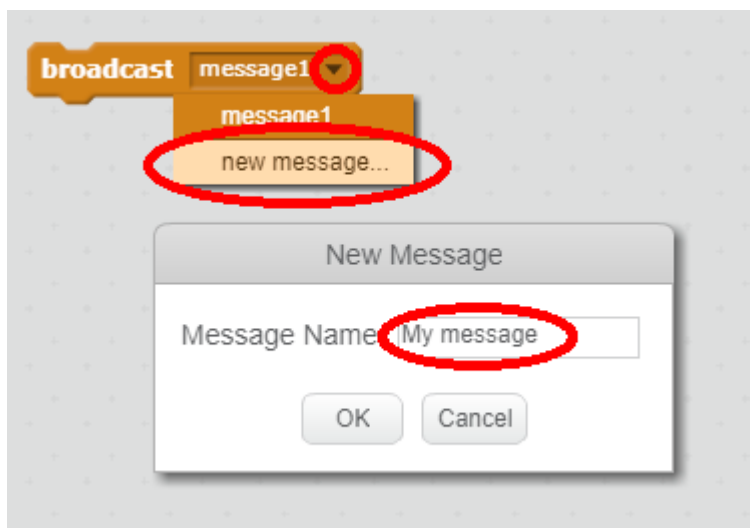 broadcast message1
message1
new message...
New Message
Message Name: My message
OK Cancel